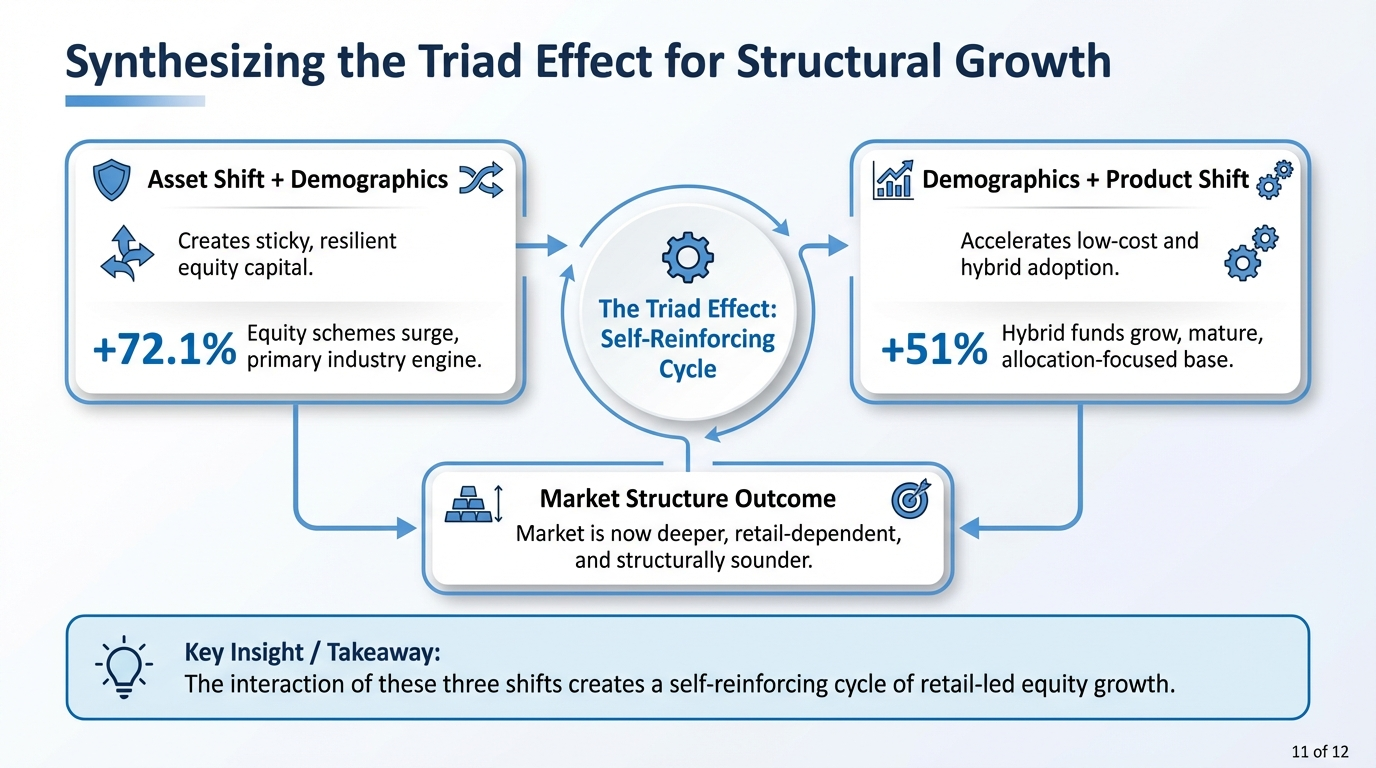 Synthesizing the Triad Effect for Structural Growth
Asset Shift + Demographics
Creates sticky, resilient
equity capital.
+72.1%
Equity schemes surge,
primary industry engine.
The Triad Effect:
Self-Reinforcing
Cycle
Demographics + Product Shift
Accelerates low-cost and
hybrid adoption.
+51%
Hybrid funds grow, mature,
allocation-focused base.
Market Structure Outcome
Market is now deeper, retail-dependent,
and structurally sounder.
Key Insight / Takeaway:
The interaction of these three shifts creates a self-reinforcing cycle of retail-led equity growth.
11 of 12